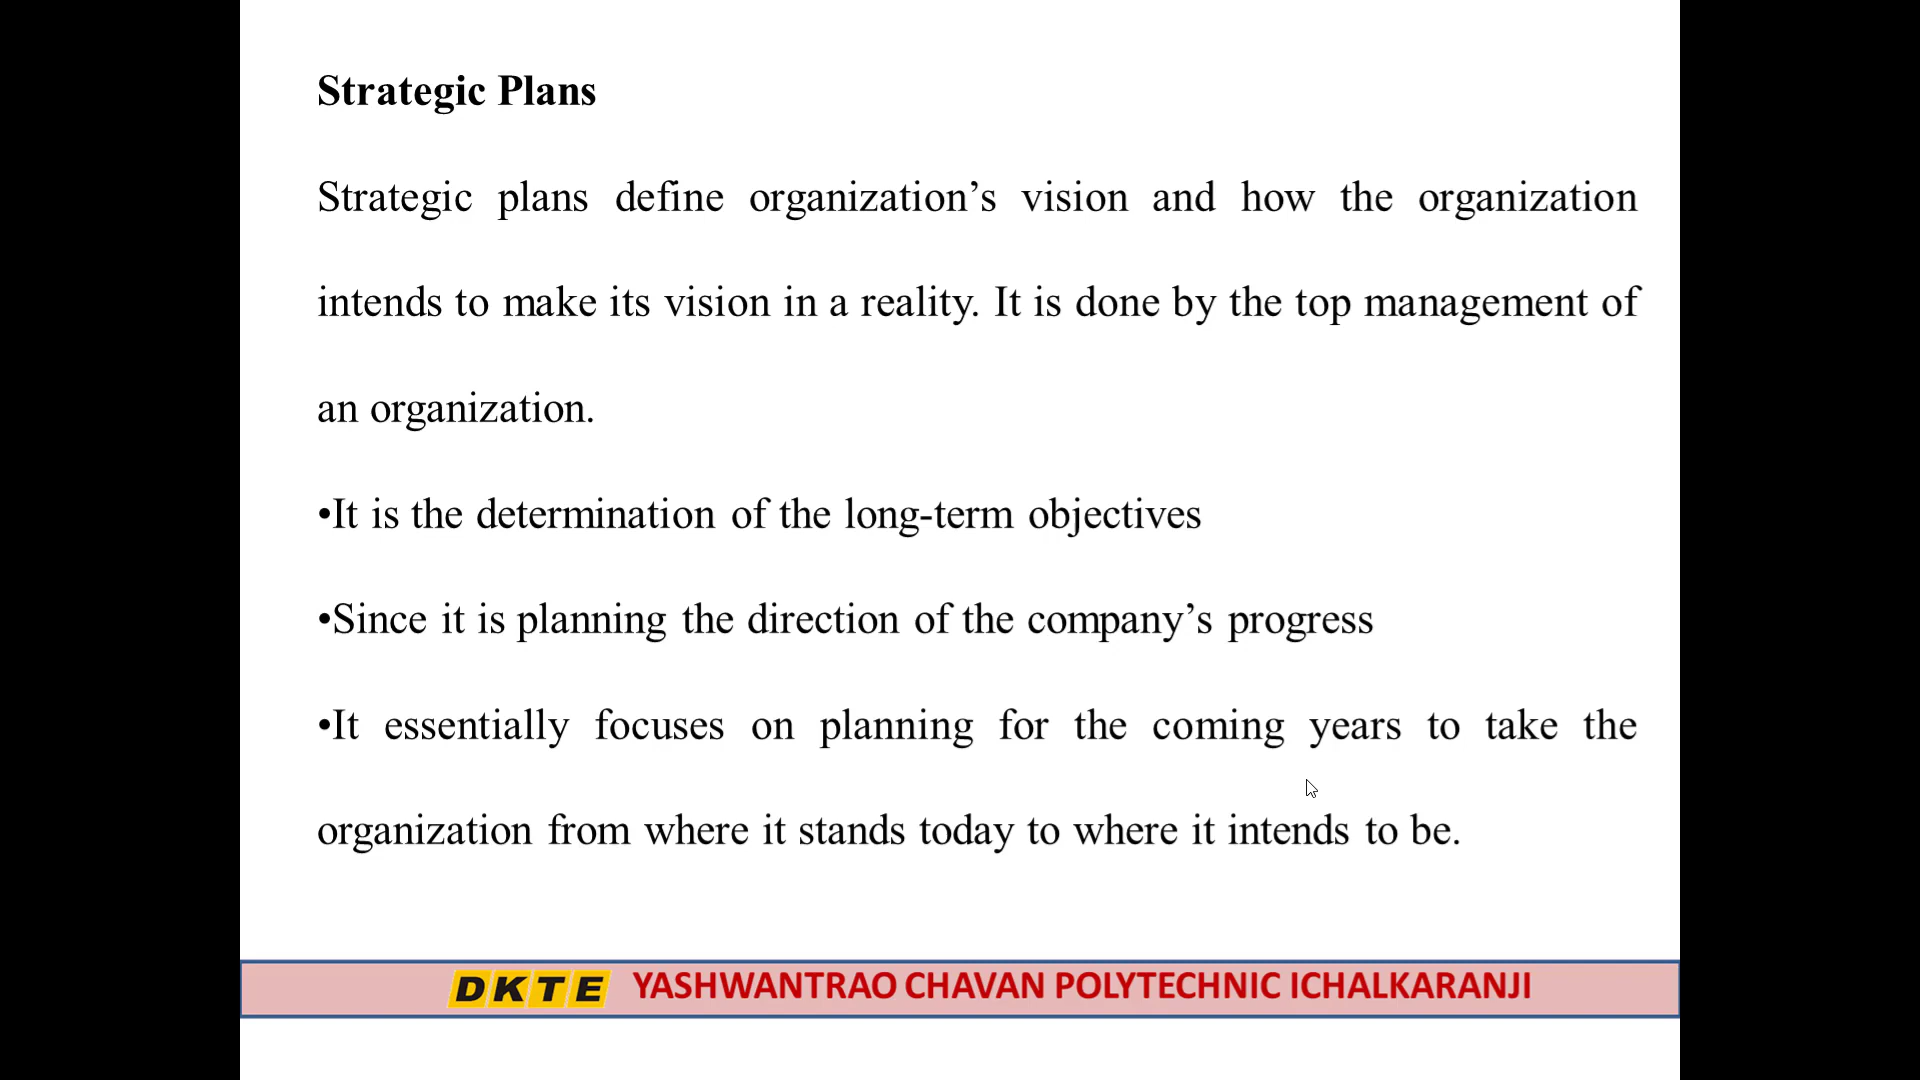 Strategic Plans
Strategic plans define organization’s vision and how the organization
intends to make its vision in a reality. It is done by the top management of
an organization.
•It is the determination of the long-term objectives
•Since it is planning the direction of the company’s progress
•It essentially focuses on planning for the coming years to take the
organization from where it stands today to where it intends to be.
DKTE YASHWANTRAO CHAVAN POLYTECHNIC ICHALKARANJI